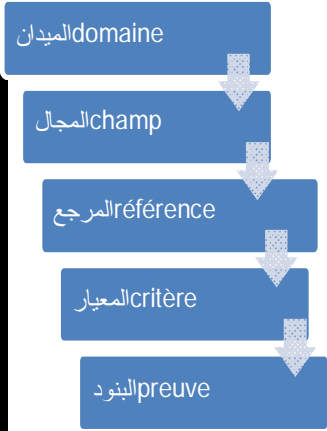 الميدانdomaine
المجالchamp
المرجعréférence
المعيارcritère
البنودpreuve